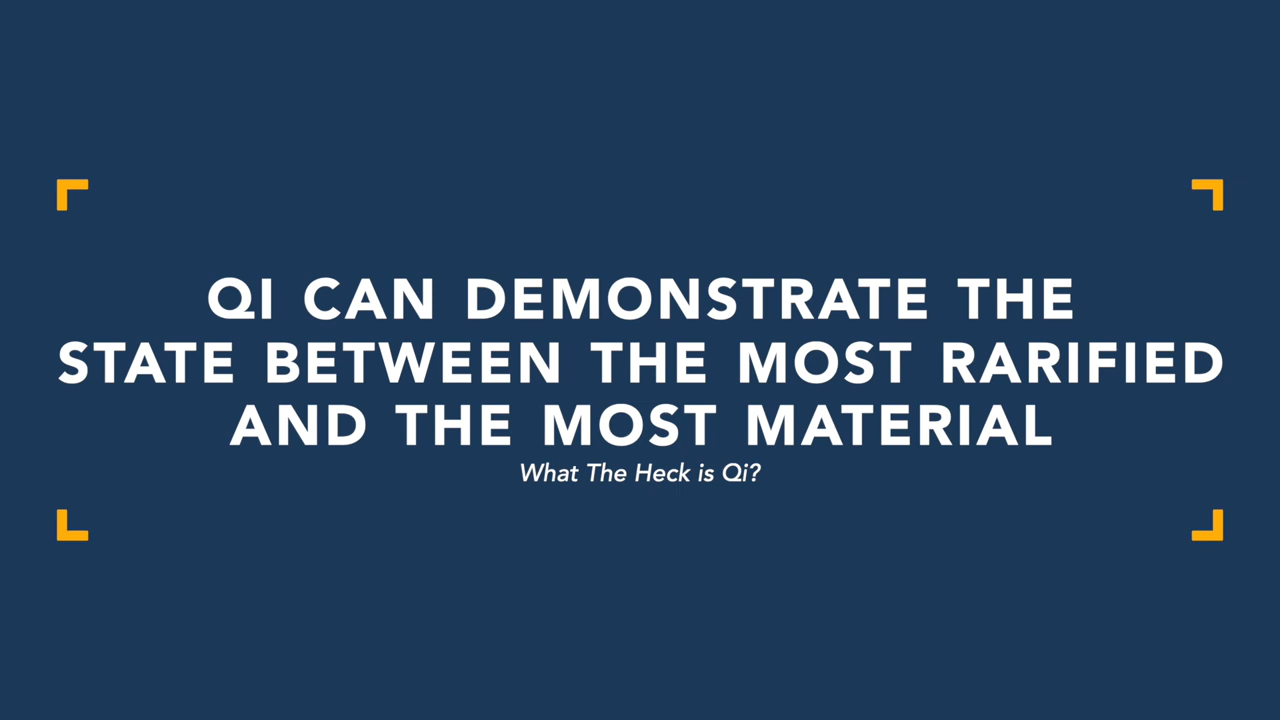 QI CAN DEMONSTRATE THE
STATE BETWEEN THE MOST RARIFIED
AND THE MOST MATERIAL
What The Heck is Qi?